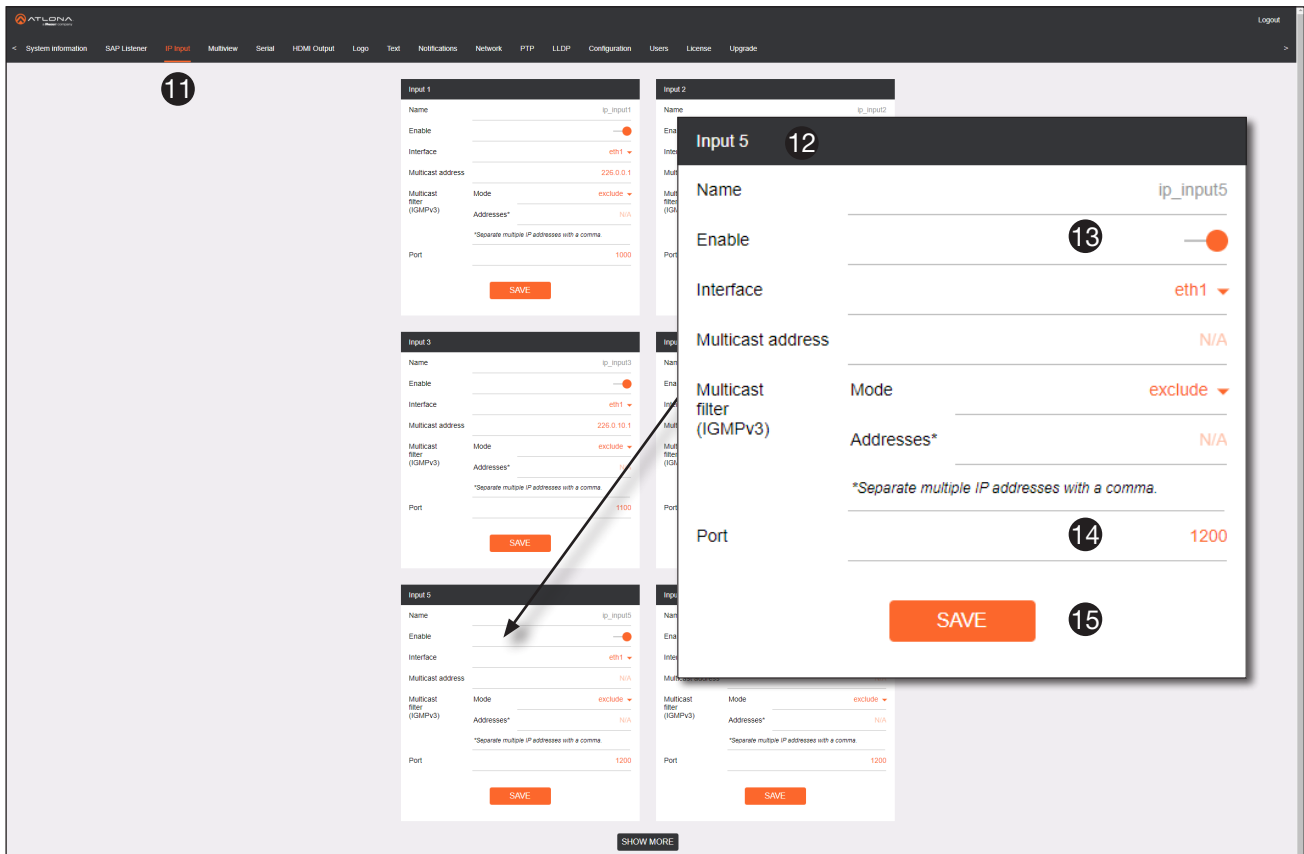 ATLONA
Logout
< System information SAP Listener IP Input Multiview Serial HDMI Output Logo Text Notifications Network PTP LLDP Configuration Users License Upgrade >
11
Input 1
Name ip_input1
Enable
Interface eth1
Multicast address 226.0.0.1
Multicast filter (IGMPv3)
Mode exclude
Addresses* N/A
*Separate multiple IP addresses with a comma.
Port 1000
SAVE
Input 2
Name ip_input2
Input 3
Name ip_input3
Enable
Interface eth1
Multicast address 226.0.10.1
Multicast filter (IGMPv3)
Mode exclude
Addresses* N/A
*Separate multiple IP addresses with a comma.
Port 1100
SAVE
Input 5
Name ip_input5
Enable
Interface eth1
Multicast address N/A
Multicast filter (IGMPv3)
Mode exclude
Addresses* N/A
*Separate multiple IP addresses with a comma.
Port 1200
SAVE
Multicast filter (IGMPv3)
Mode exclude
Addresses* N/A
*Separate multiple IP addresses with a comma.
Port 1200
SAVE
SHOW MORE
Input 5 12
Name ip_input5
Enable 13
Interface eth1
Multicast address N/A
Multicast
filter
(IGMPv3)
Mode exclude
Addresses* N/A
*Separate multiple IP addresses with a comma.
Port 14 1200
SAVE 15